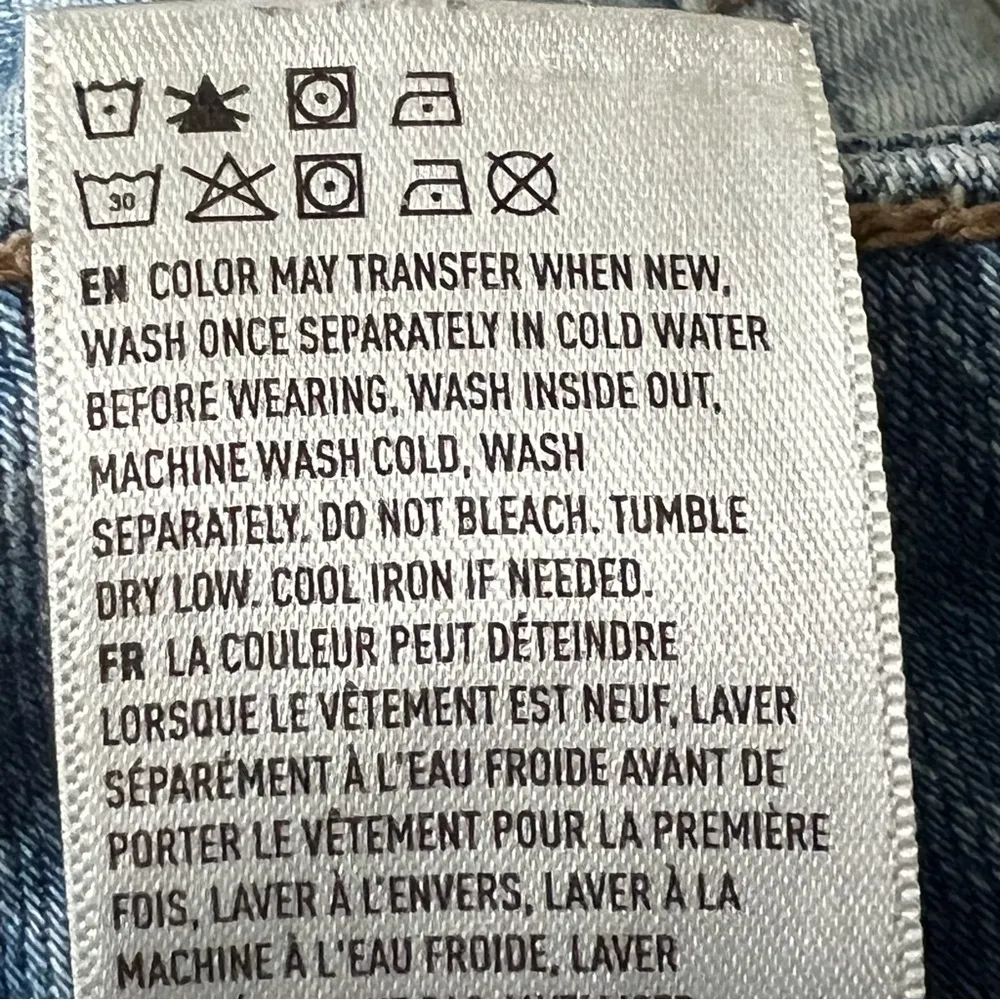 30
EN COLOR MAY TRANSFER WHEN NEW,
WASH ONCE SEPARATELY IN COLD WATER
BEFORE WEARING, WASH INSIDE OUT,
MACHINE WASH COLD, WASH
SEPARATELY. DO NOT BLEACH. TUMBLE
DRY LOW. COOL IRON IF NEEDED.
FR LA COULEUR PEUT DÉTEINDRE
LORSQUE LE VÊTEMENT EST NEUF, LAVER
SÉPARÉMENT À L'EAU FROIDE AVANT DE
PORTER LE VÊTEMENT POUR LA PREMIÈRE
FOIS, LAVER À L'ENVERS, LAVER À LA
MACHINE À L'EAU FROIDE, LAVER